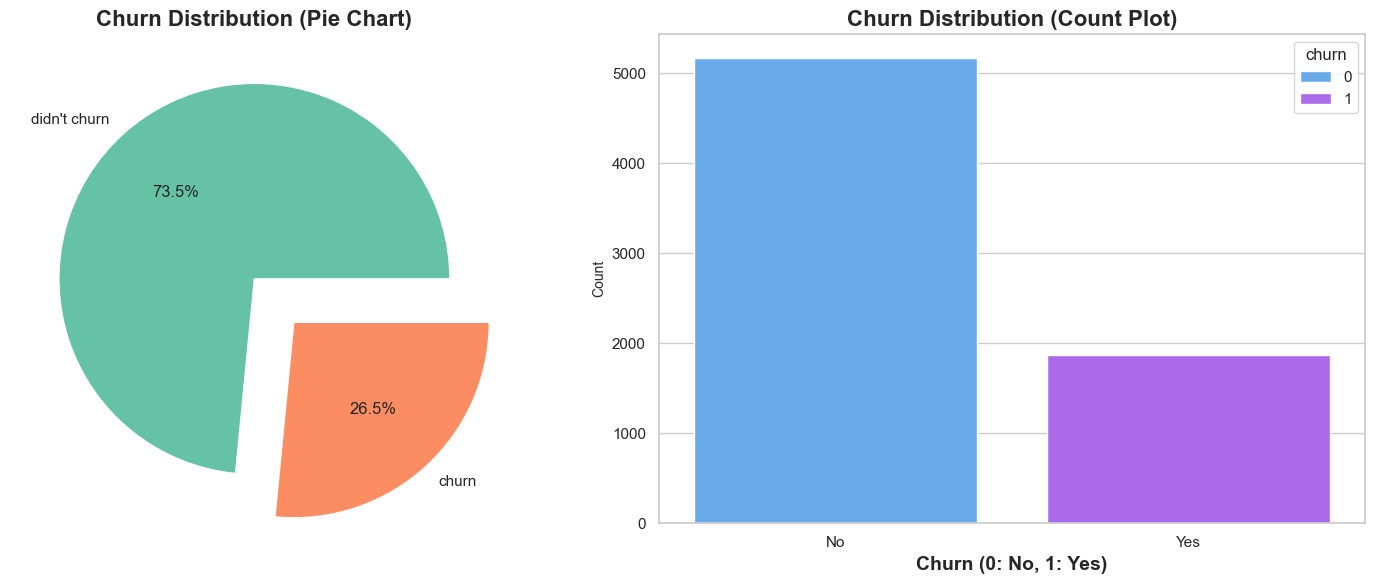 Churn Distribution (Pie Chart)
didn't churn
73.5%
26.5%
churn
Churn Distribution (Count Plot)
churn
0
1
5000
4000
3000
2000
1000
0
Count
No
Yes
Churn (0: No, 1: Yes)